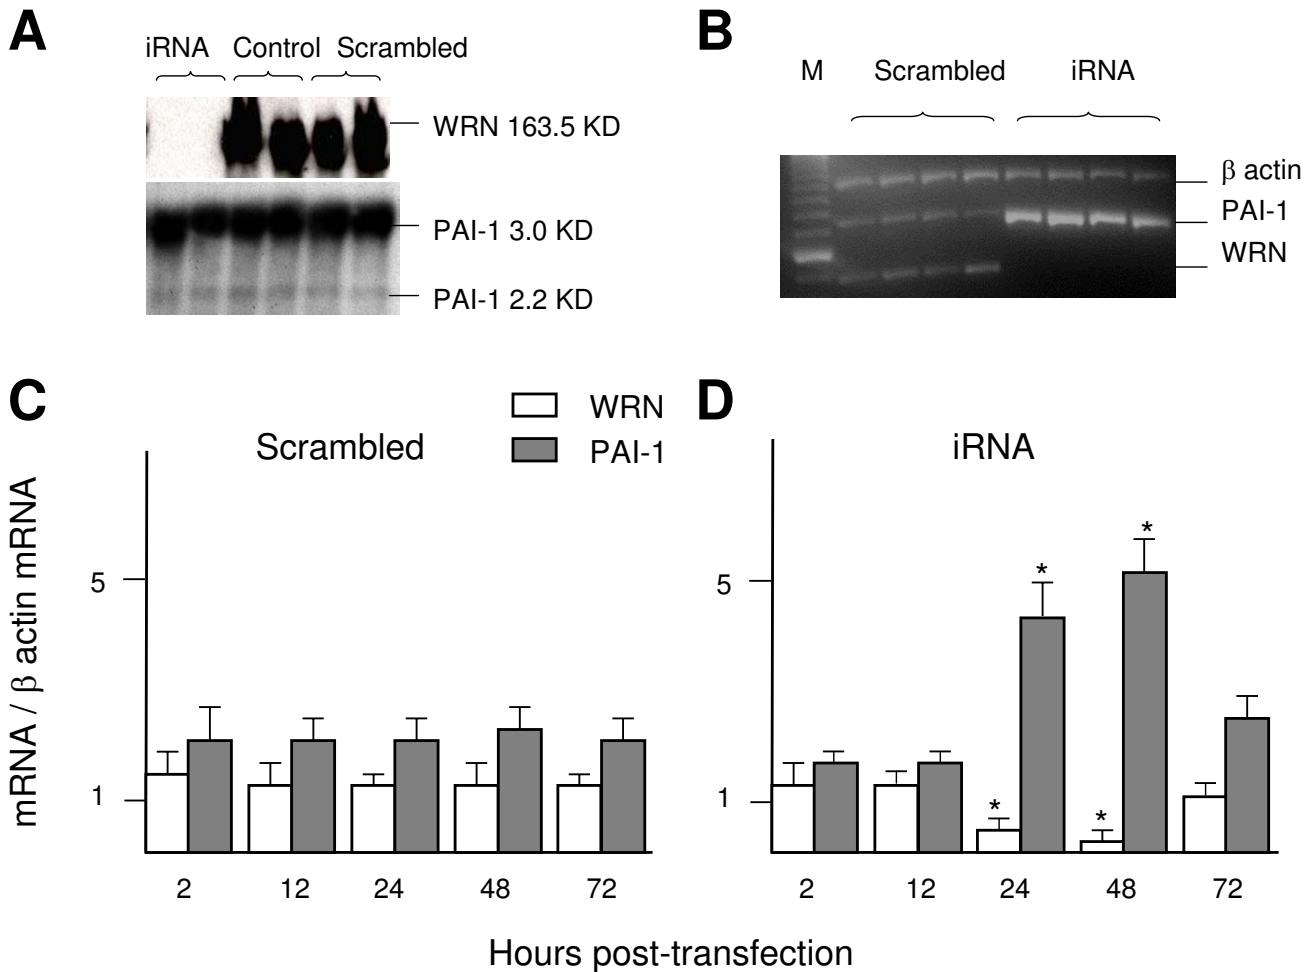 A
iRNA Control Scrambled
WRN 163.5 KD
PAI-1 3.0 KD
PAI-1 2.2 KD
B
M Scrambled iRNA
β actin
PAI-1
WRN
C
Scrambled
WRN
PAI-1
mRNA / β actin mRNA
5
1
2 12 24 48 72
D
iRNA
5
1
* * * *
2 12 24 48 72
Hours post-transfection